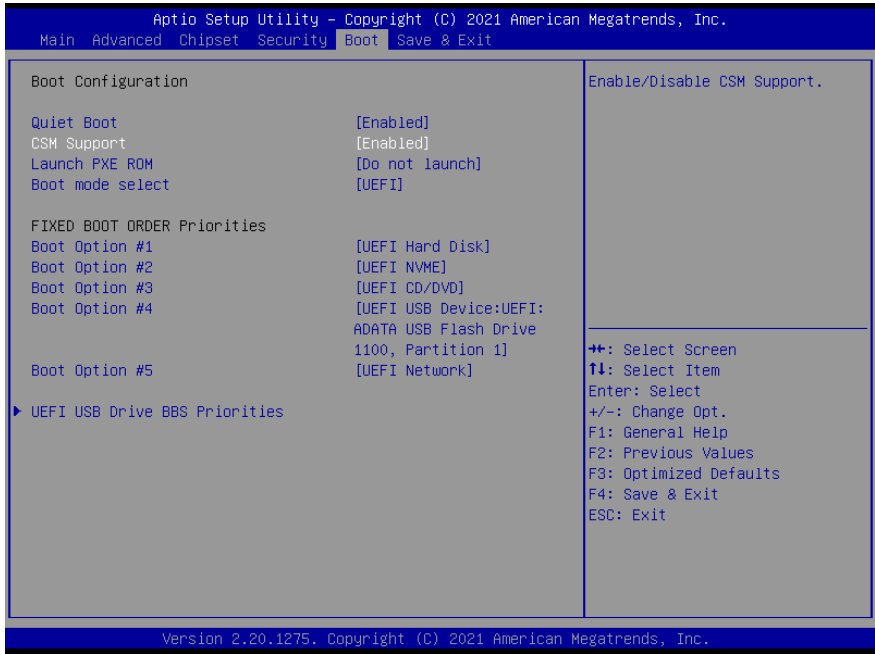 Aptio Setup Utility – Copyright (C) 2021 American Megatrends, Inc.
Main Advanced Chipset Security Boot Save & Exit
Boot Configuration
Quiet Boot [Enabled]
CSM Support [Enabled]
Launch PXE ROM [Do not launch]
Boot mode select [UEFI]
FIXED BOOT ORDER Priorities
Boot Option #1 [UEFI Hard Disk]
Boot Option #2 [UEFI NVME]
Boot Option #3 [UEFI CD/DVD]
Boot Option #4 [UEFI USB Device:UEFI:
ADATA USB Flash Drive
1100, Partition 1]
Boot Option #5 [UEFI Network]
UEFI USB Drive BBS Priorities
Enable/Disable CSM Support.
→←: Select Screen
↑↓: Select Item
Enter: Select
+/-: Change Opt.
F1: General Help
F2: Previous Values
F3: Optimized Defaults
F4: Save & Exit
ESC: Exit
Version 2.20.1275. Copyright (C) 2021 American Megatrends, Inc.